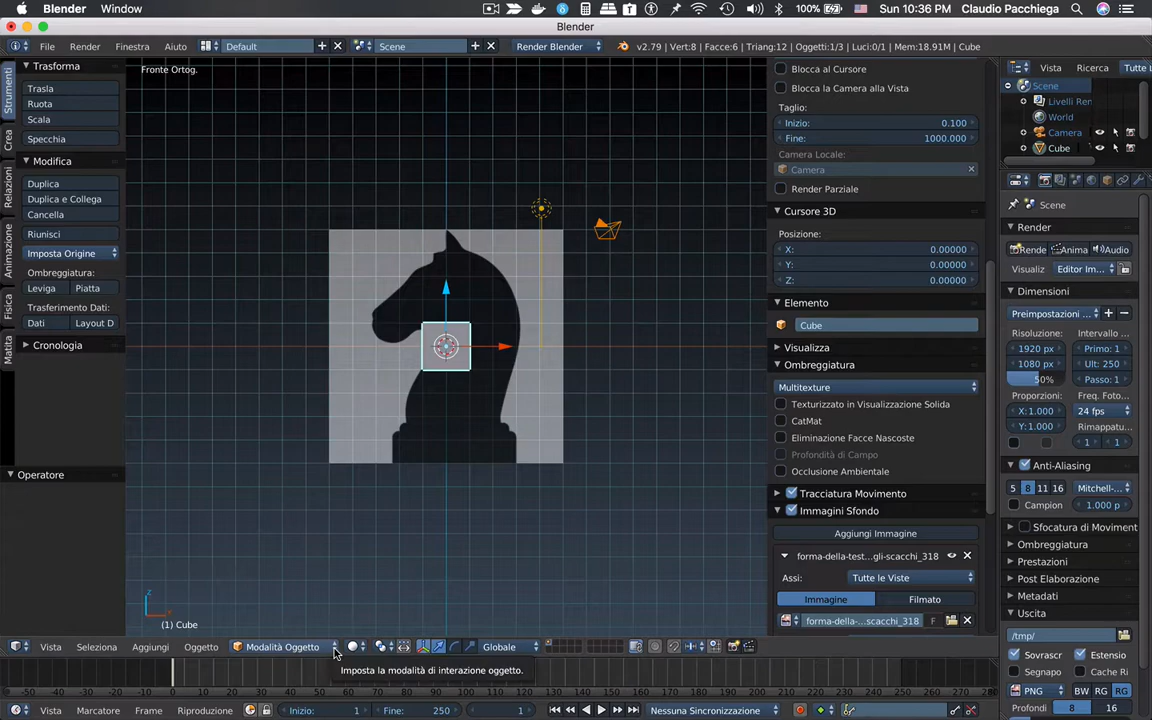 Blender Window 100% Sun 10:36 PM Claudio Pacchiega
Blender
File Render Finestra Aiuto Default Scene Render Blender v2.79 | Vert:8 | Facce:6 | Triang:12 | Oggetti:1/3 | Luci:0/1 | Mem:18.91M | Cube
Strumenti
Crea
Relazioni
Animazione
Fisica
Matita
Trasforma
Trasla
Ruota
Scala
Specchia
Modifica
Duplica
Duplica e Collega
Cancella
Riunisci
Imposta Origine
Ombreggiatura:
Leviga Piatta
Trasferimento Dati:
Dati Layout D
Cronologia
Operatore
Fronte Ortog.
(1) Cube
Blocca al Cursore
Blocca la Camera alla Vista
Taglio:
Inizio: 0.100
Fine: 1000.000
Camera Locale:
Camera
Render Parziale
Cursore 3D
Posizione:
X: 0.00000
Y: 0.00000
Z: 0.00000
Elemento
Cube
Visualizza
Ombreggiatura
Multitexture
Texturizzato in Visualizzazione Solida
CatMat
Eliminazione Facce Nascoste
Profondità di Campo
Occlusione Ambientale
Tracciatura Movimento
Immagini Sfondo
Aggiungi Immagine
forma-della-test...gli-scacchi_318
Assi: Tutte le Viste
Immagine Filmato
forma-della-...scacchi_318 F
Vista Ricerca Tutte l
Scene
Livelli Ren
World
Camera
Cube
Scene
Render
Rende Anima Audio
Visualiz Editor Im...
Dimensioni
Preimpostazioni ...
Risoluzione: Intervallo
1920 px Primo: 1
1080 px Ult: 250
50% Passo: 1
Proporzioni: Freq. Foto
X:1.000 24 fps
Y:1.000 Rimappatu
1 1
Anti-Aliasing
5 8 11 16 Mitchell-...
Campion 1.000 p
Sfocatura di Moviment
Ombreggiatura
Prestazioni
Post Elaborazione
Metadati
Uscita
/tmp/
Sovrasc Estensio
Rimpiaz Cache Ri
PNG BW RG RG
Profondi 8 16
Vista Seleziona Aggiungi Oggetto Modalità Oggetto Globale
Imposta la modalità di interazione oggetto.
-50 -40 -30 -20 -10 0 10 20 30 40 50 60 70 80 90 100 110 120 130 140 150 160 170 180 190 200 210 220 230 240 250 260 270 280
Vista Marcatore Frame Riproduzione Inizio: 1 Fine: 250 1 Nessuna Sincronizzazione